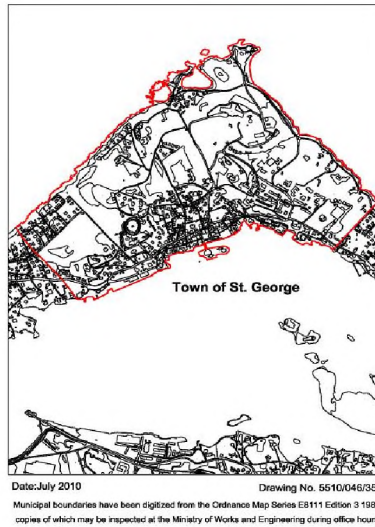 Town of St. George
Date:July 2010 Drawing No. 5510/046/35
Municipal boundaries have been digitized from the Ordnance Map Series E8111 Edition 3 198
copies of which may be inspected at the Ministry of Works and Engineering during office hour